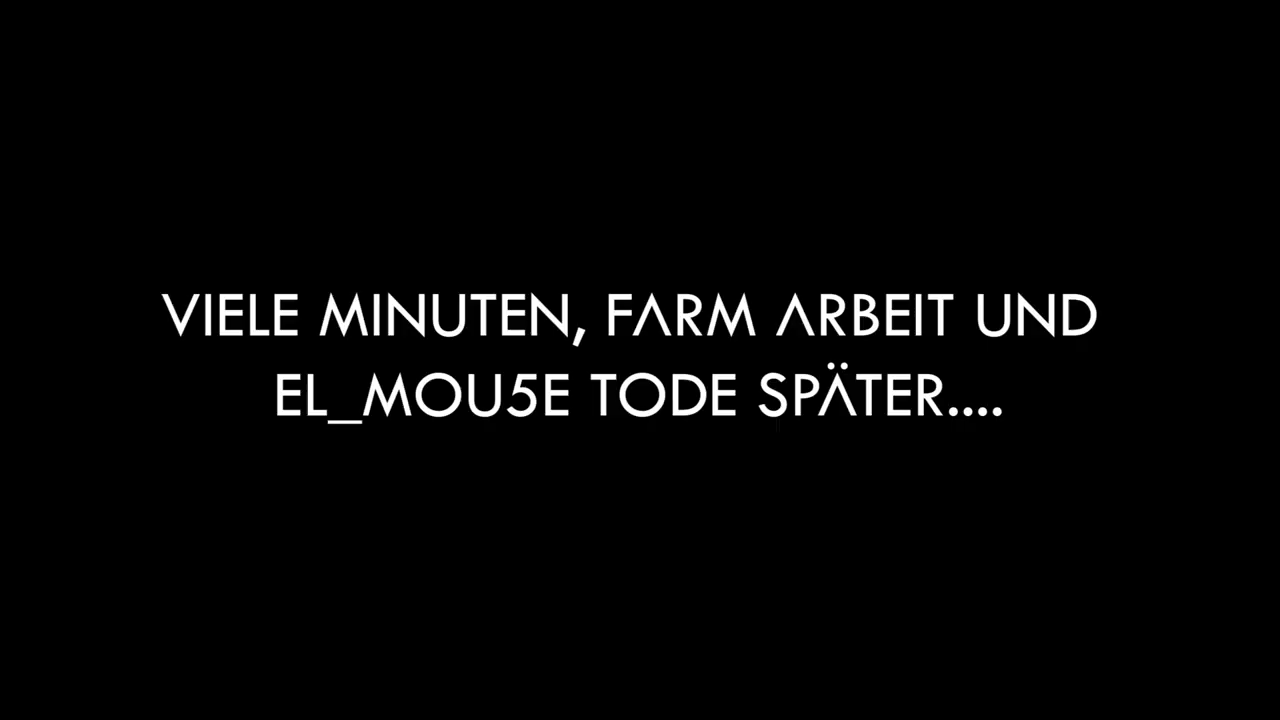 VIELE MINUTEN, FARM ARBEIT UND
EL_MOU5E TODE SPÄTER....